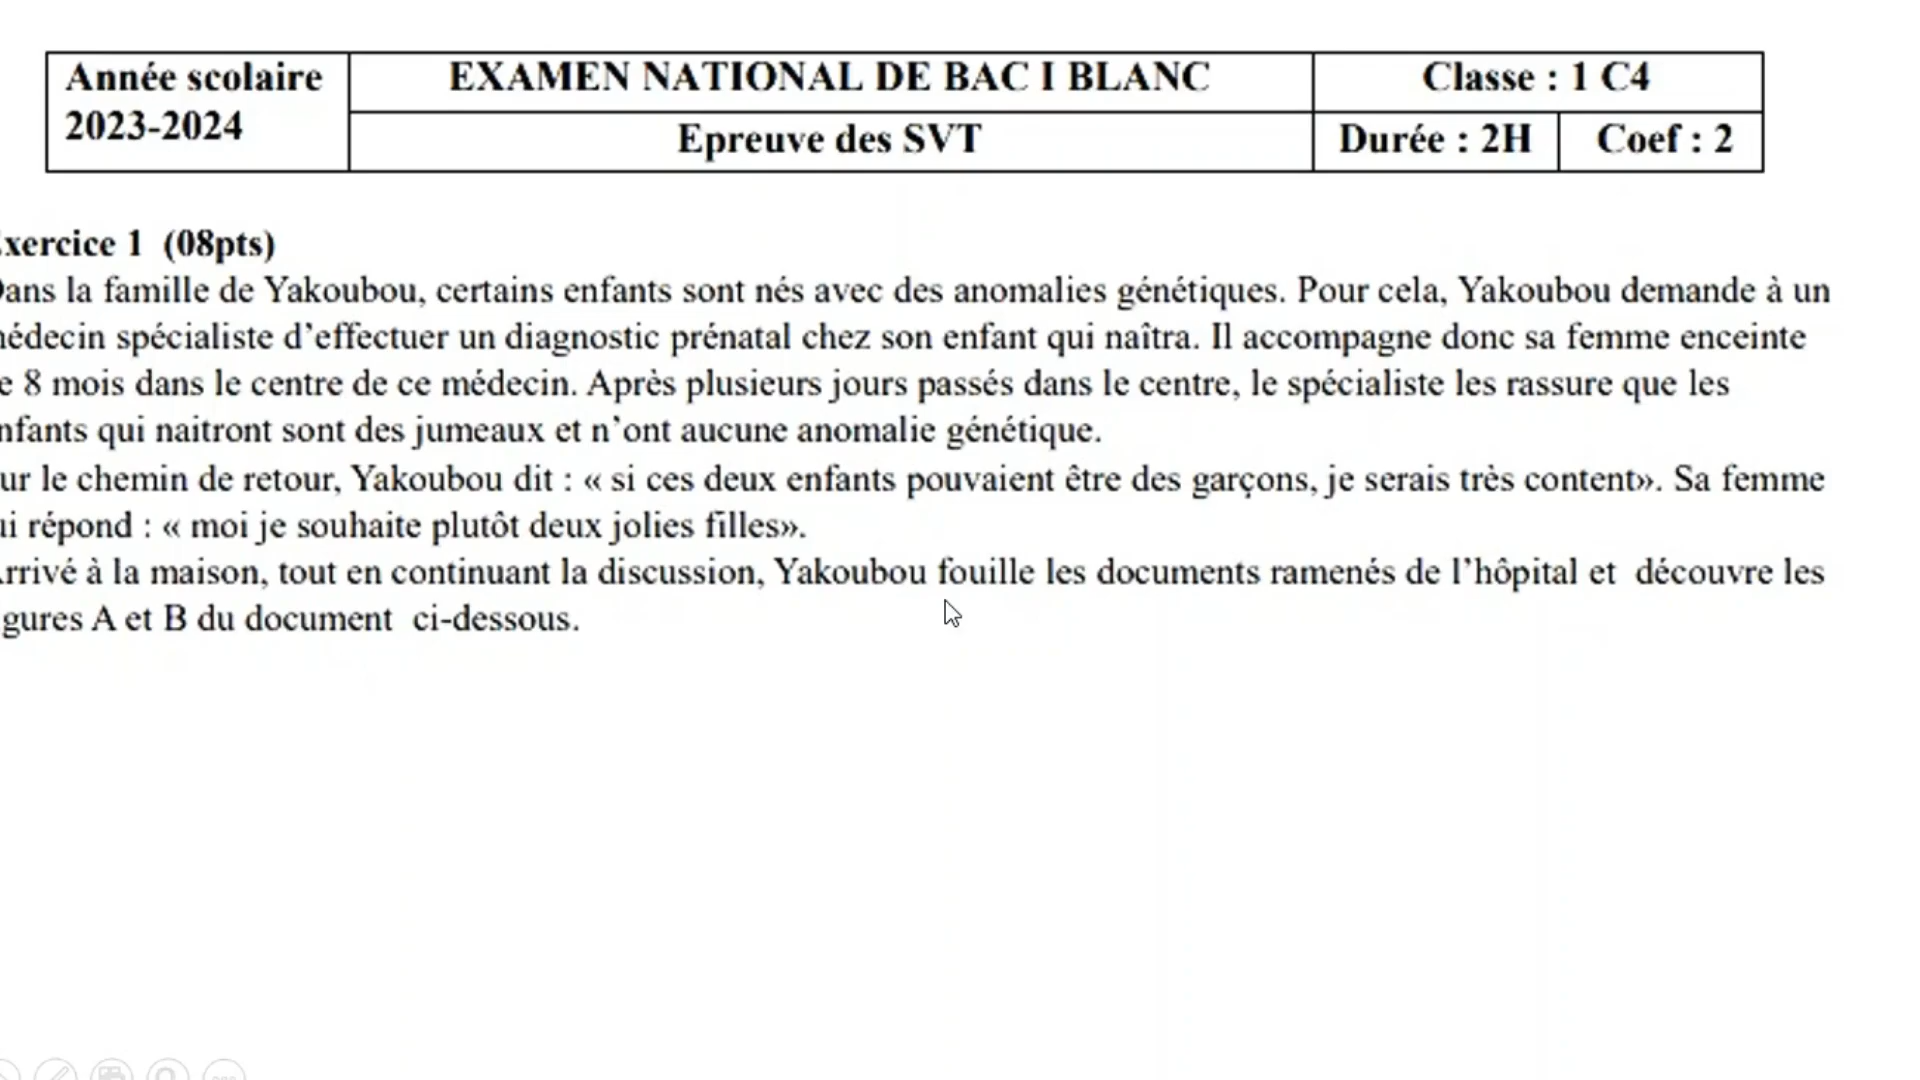 Année scolaire
2023-2024
EXAMEN NATIONAL DE BAC I BLANC
Classe : 1 C4
Epreuve des SVT
Durée : 2H
Coef : 2
xercice 1 (08pts)
ans la famille de Yakoubou, certains enfants sont nés avec des anomalies génétiques. Pour cela, Yakoubou demande à un
édecin spécialiste d’effectuer un diagnostic prénatal chez son enfant qui naîtra. Il accompagne donc sa femme enceinte
e 8 mois dans le centre de ce médecin. Après plusieurs jours passés dans le centre, le spécialiste les rassure que les
nfants qui naitront sont des jumeaux et n’ont aucune anomalie génétique.
ur le chemin de retour, Yakoubou dit : « si ces deux enfants pouvaient être des garçons, je serais très content». Sa femme
ui répond : « moi je souhaite plutôt deux jolies filles».
rrivé à la maison, tout en continuant la discussion, Yakoubou fouille les documents ramenés de l’hôpital et découvre les
gures A et B du document ci-dessous.